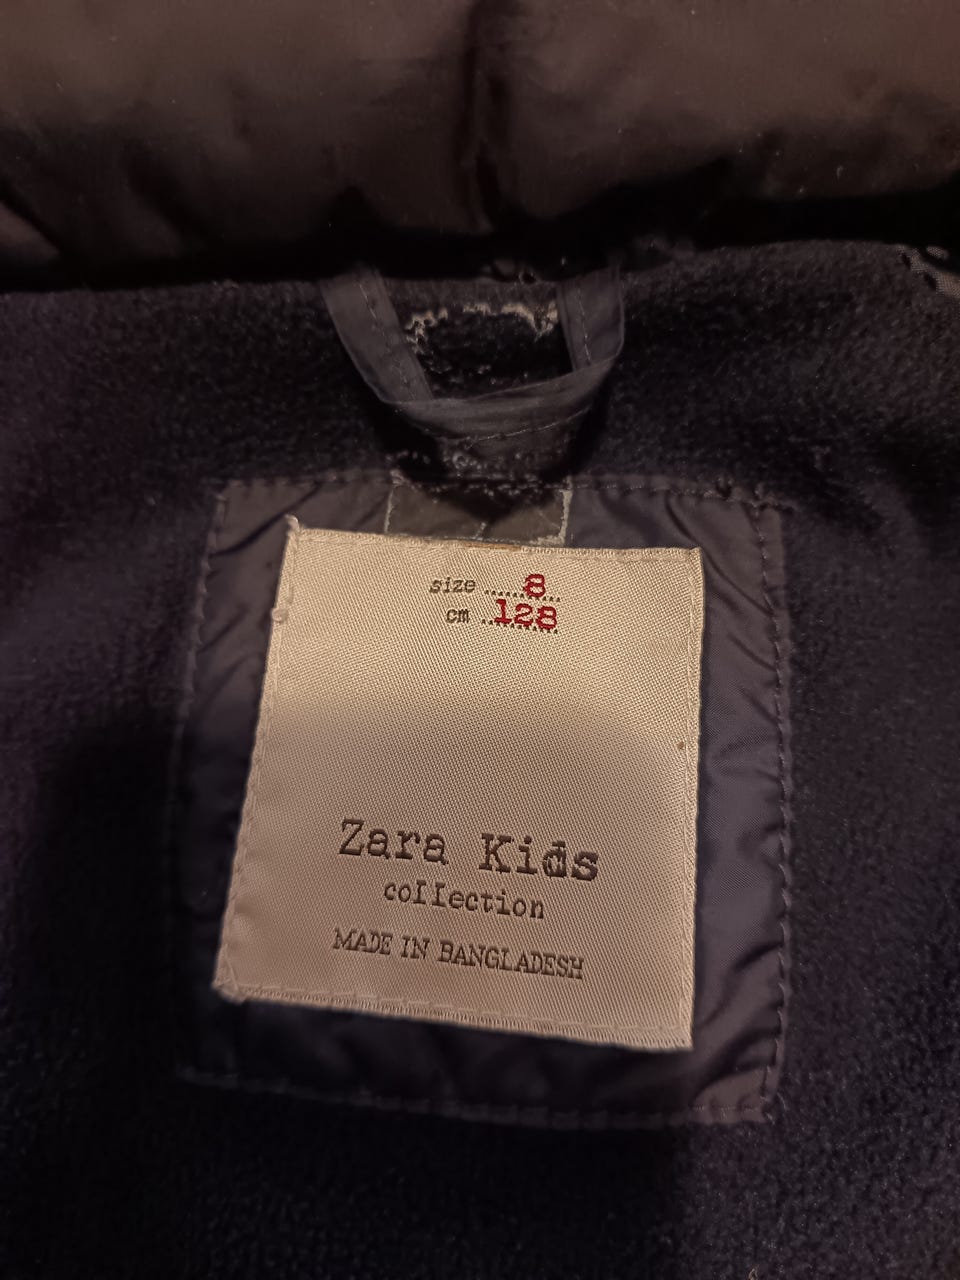 size 8
cm 128
Zara Kids
collection
MADE IN BANGLADESH